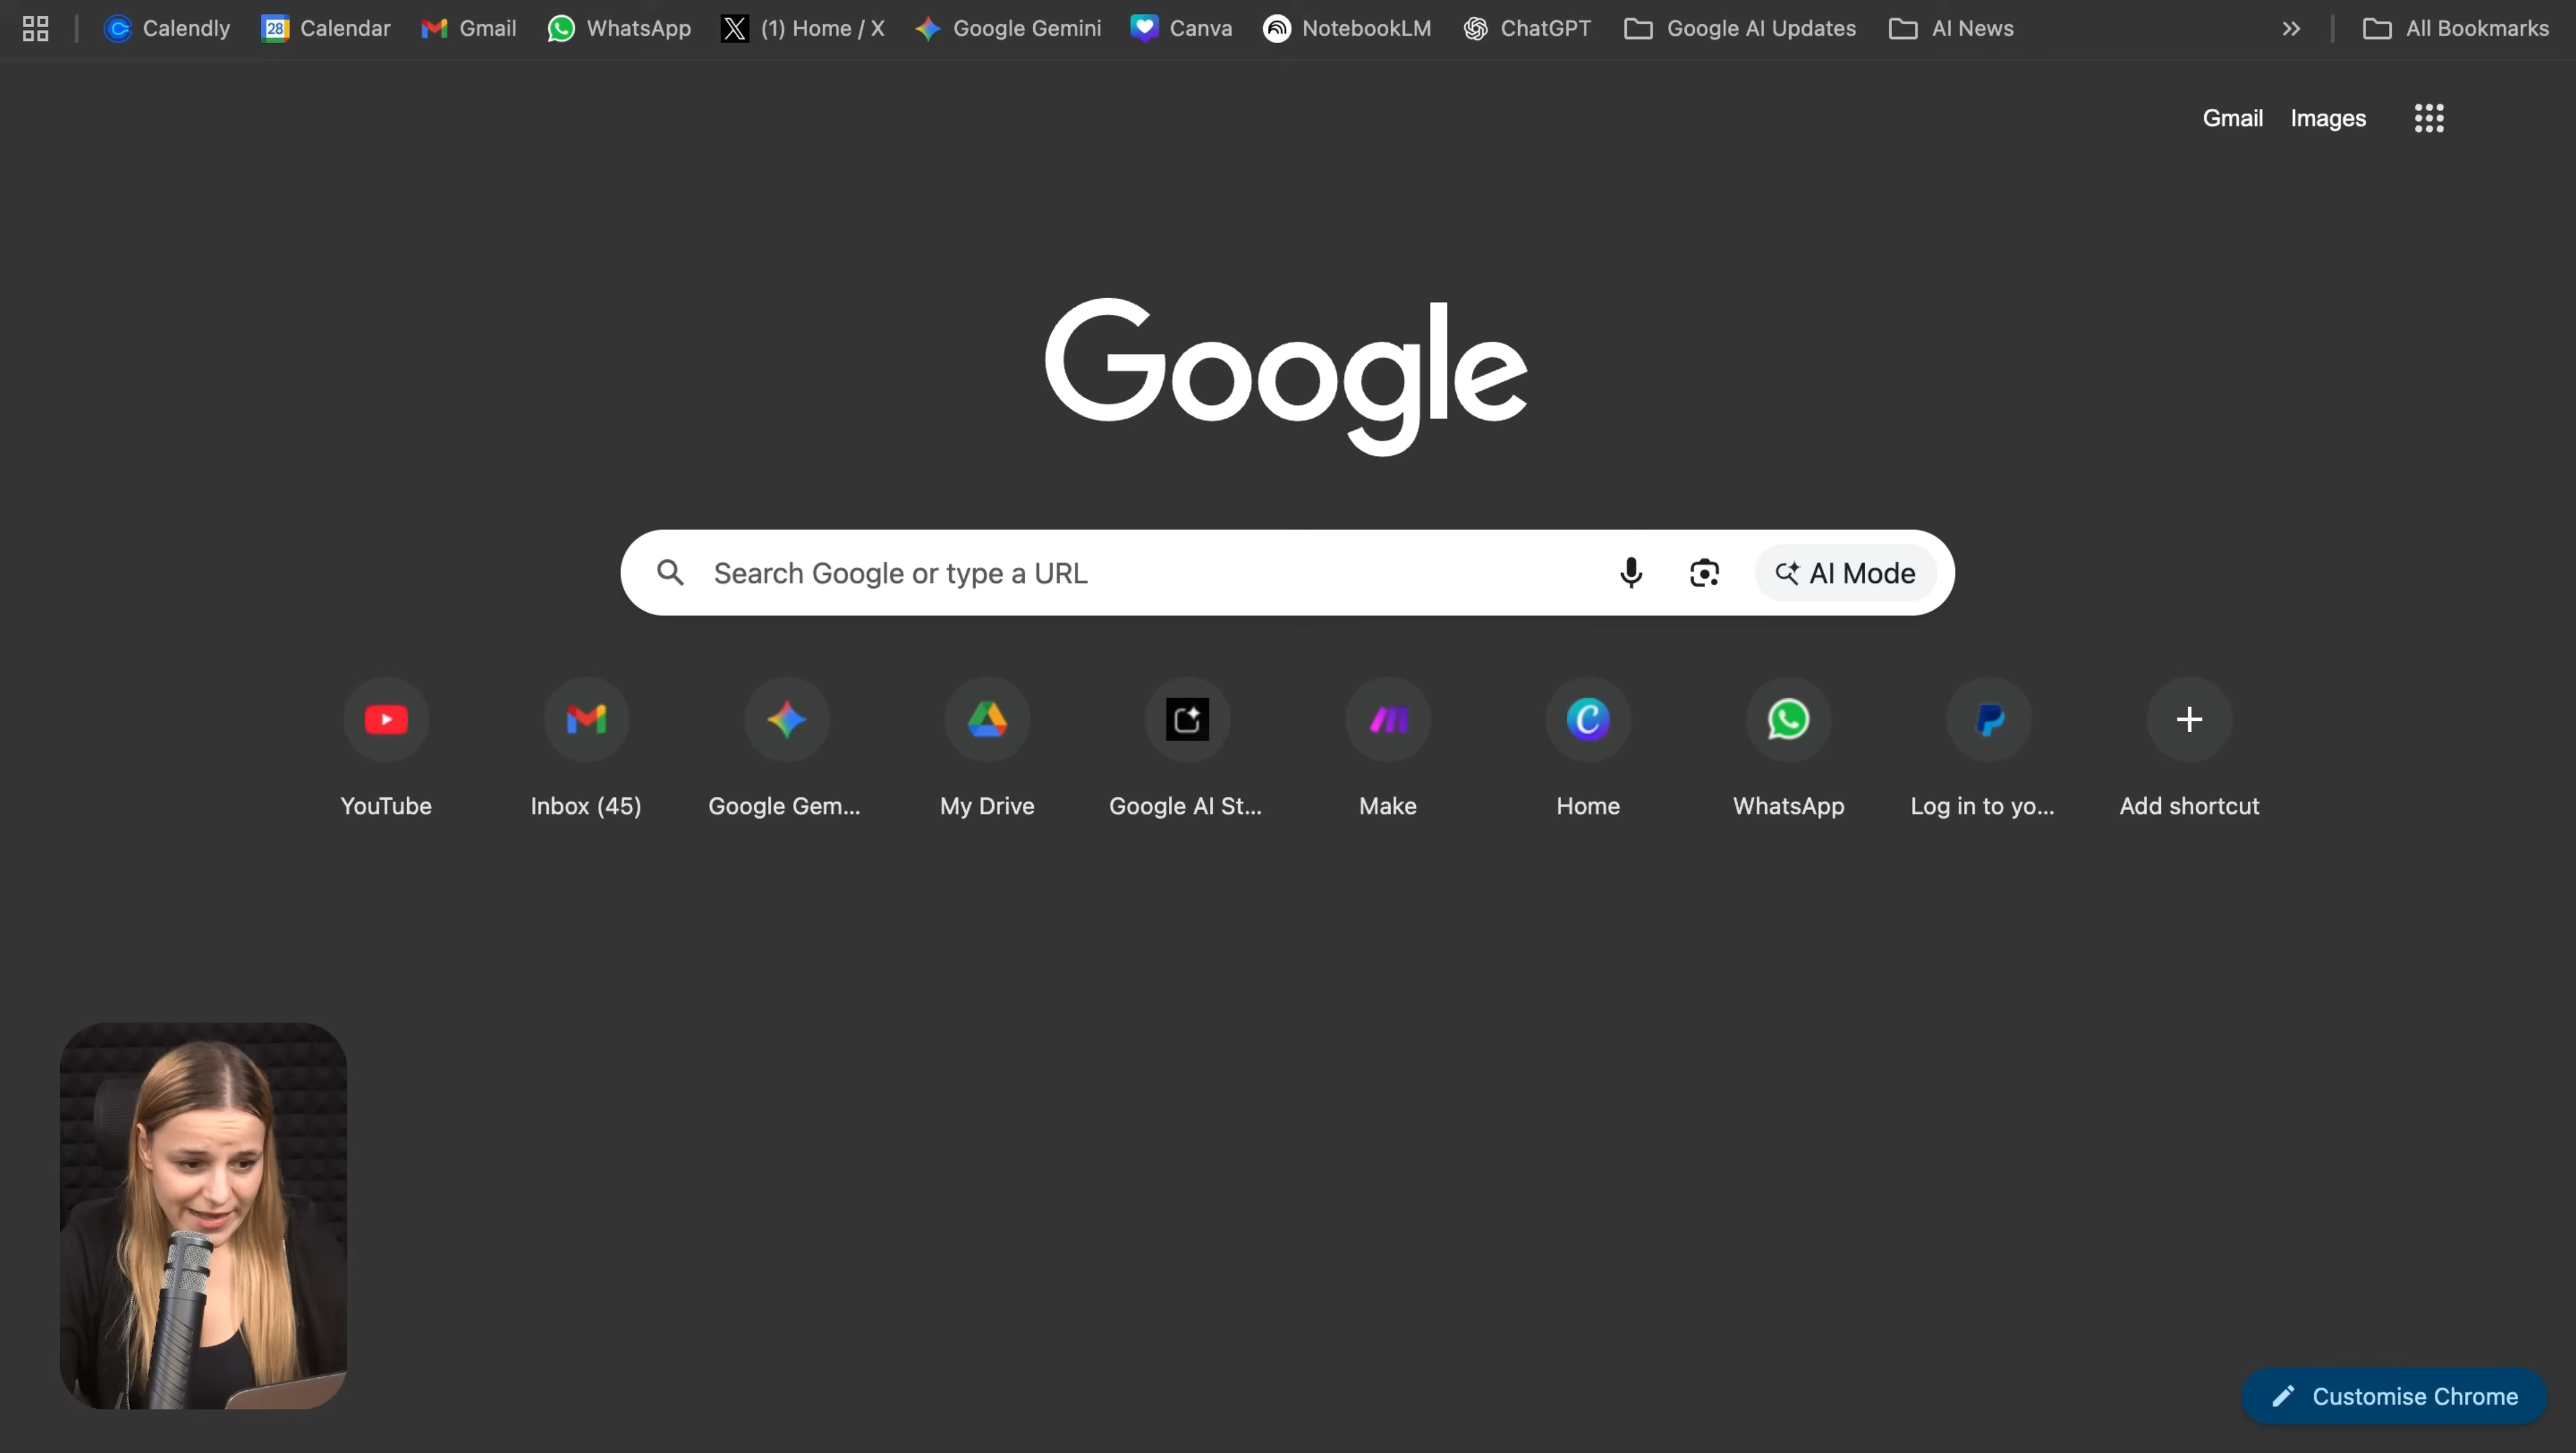 Calendly 28 Calendar Gmail WhatsApp (1) Home / X Google Gemini Canva NotebookLM ChatGPT Google AI Updates AI News All Bookmarks
Gmail Images
Google
Search Google or type a URL AI Mode
YouTube Inbox (45) Google Gem... My Drive Google AI St... Make Home WhatsApp Log in to yo... Add shortcut
Customise Chrome